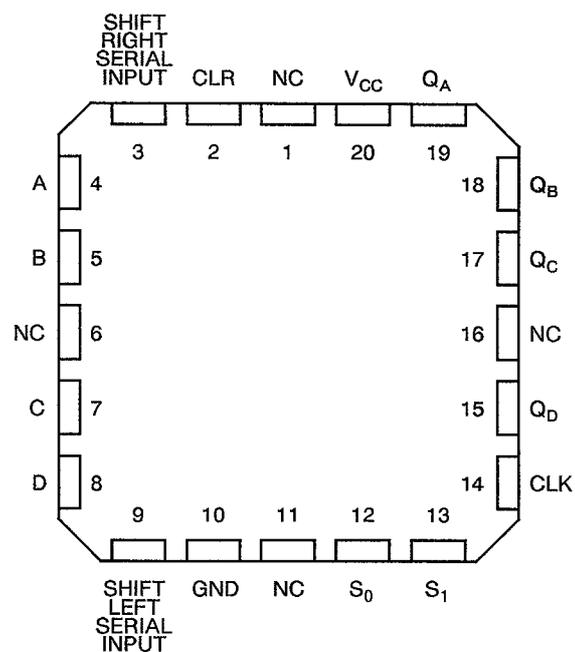 SHIFT
RIGHT
SERIAL
INPUT CLR NC VCC QA
3 2 1 20 19
A 4 18 QB
B 5 17 QC
NC 6 16 NC
C 7 15 QD
D 8 14 CLK
9 10 11 12 13
SHIFT GND NC S0 S1
LEFT
SERIAL
INPUT